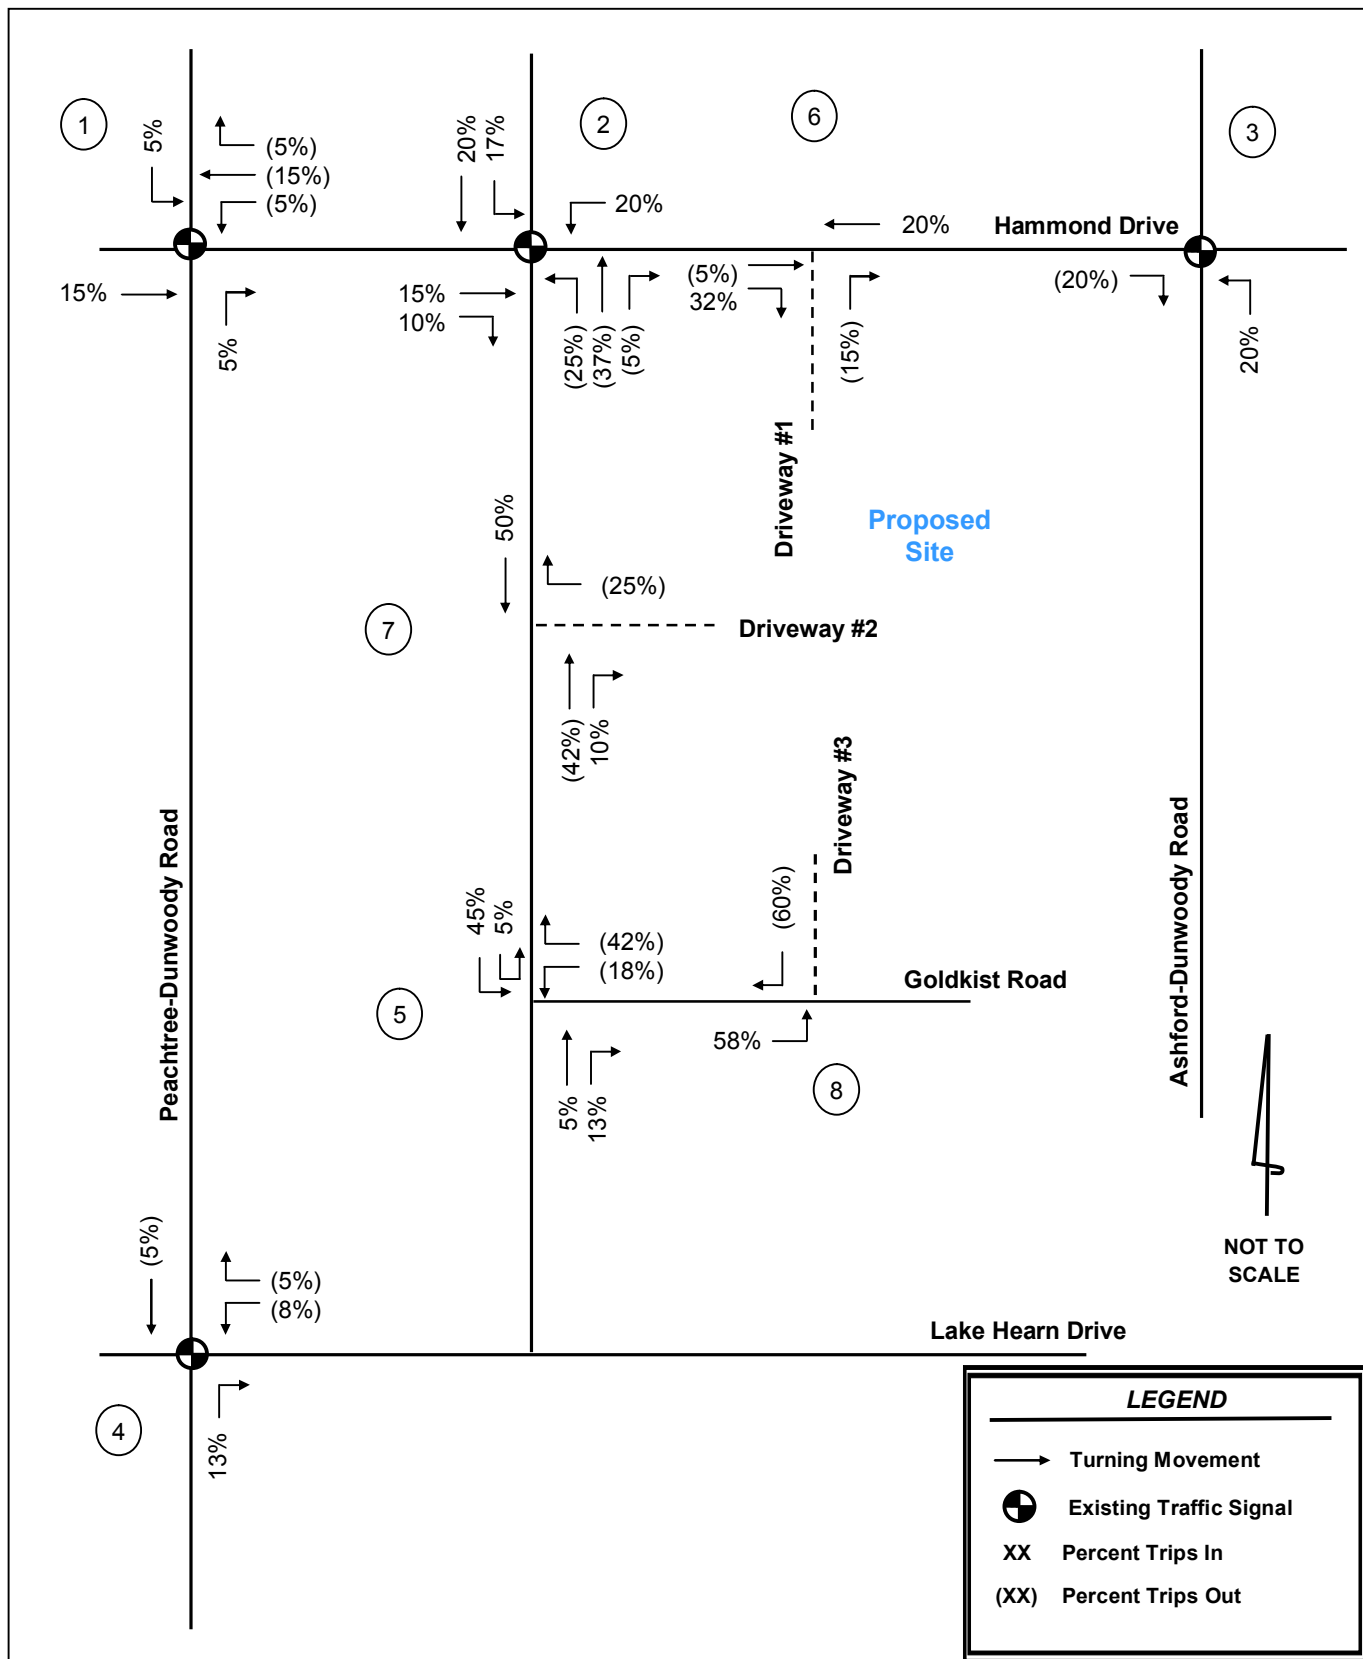 1
5%
(5%)
(15%)
(5%)
20%
17%
2
6
3
20%
20%
Hammond Drive
15%
5%
15%
10%
(25%)
(37%)
(5%)
(5%)
32%
(15%)
(20%)
20%
Driveway #1
Proposed
Site
50%
(25%)
7
Driveway #2
(42%)
10%
Driveway #3
Peachtree-Dunwoody Road
Ashford-Dunwoody Road
45%
5%
(42%)
(18%)
(60%)
Goldkist Road
5
58%
5%
13%
8
(5%)
(5%)
(8%)
NOT TO
SCALE
Lake Hearn Drive
4
13%
LEGEND
Turning Movement
Existing Traffic Signal
XX Percent Trips In
(XX) Percent Trips Out